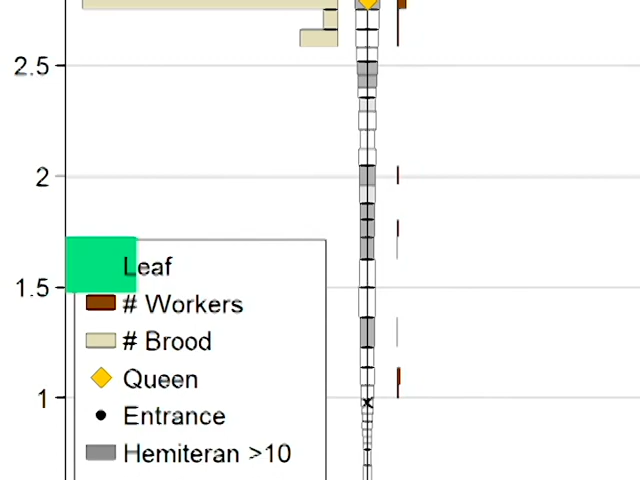 2.5
2
1.5
1
Leaf
# Workers
# Brood
Queen
Entrance
Hemiteran >10